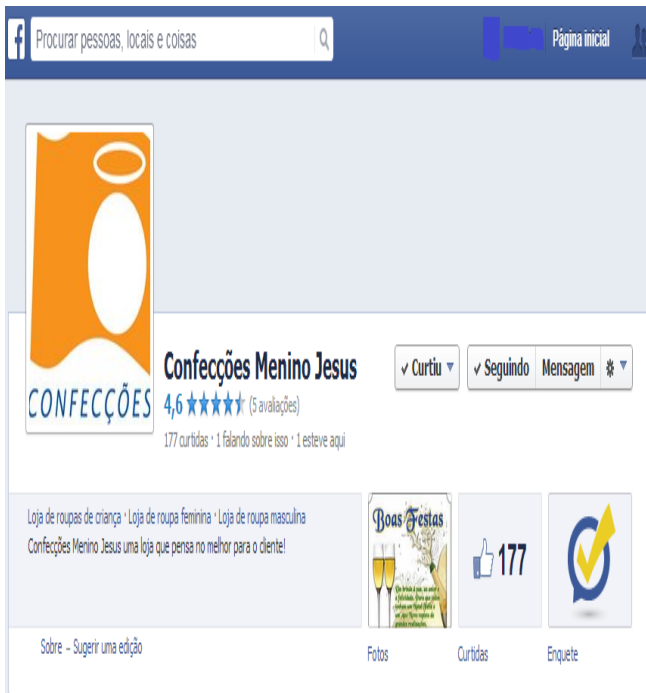 Procurar pessoas, locais e coisas
Página inicial
CONFECÇÕES
Confecções Menino Jesus
4,6 (5 avaliações)
177 curtidas · 1 falando sobre isso · 1 esteve aqui
Curtiu
Seguindo
Mensagem
Loja de roupas de criança · Loja de roupa feminina · Loja de roupa masculina
Confecções Menino Jesus uma loja que pensa no melhor para o cliente!
Sobre – Sugerir uma edição
Boas Festas
177
Fotos
Curtidas
Enquete